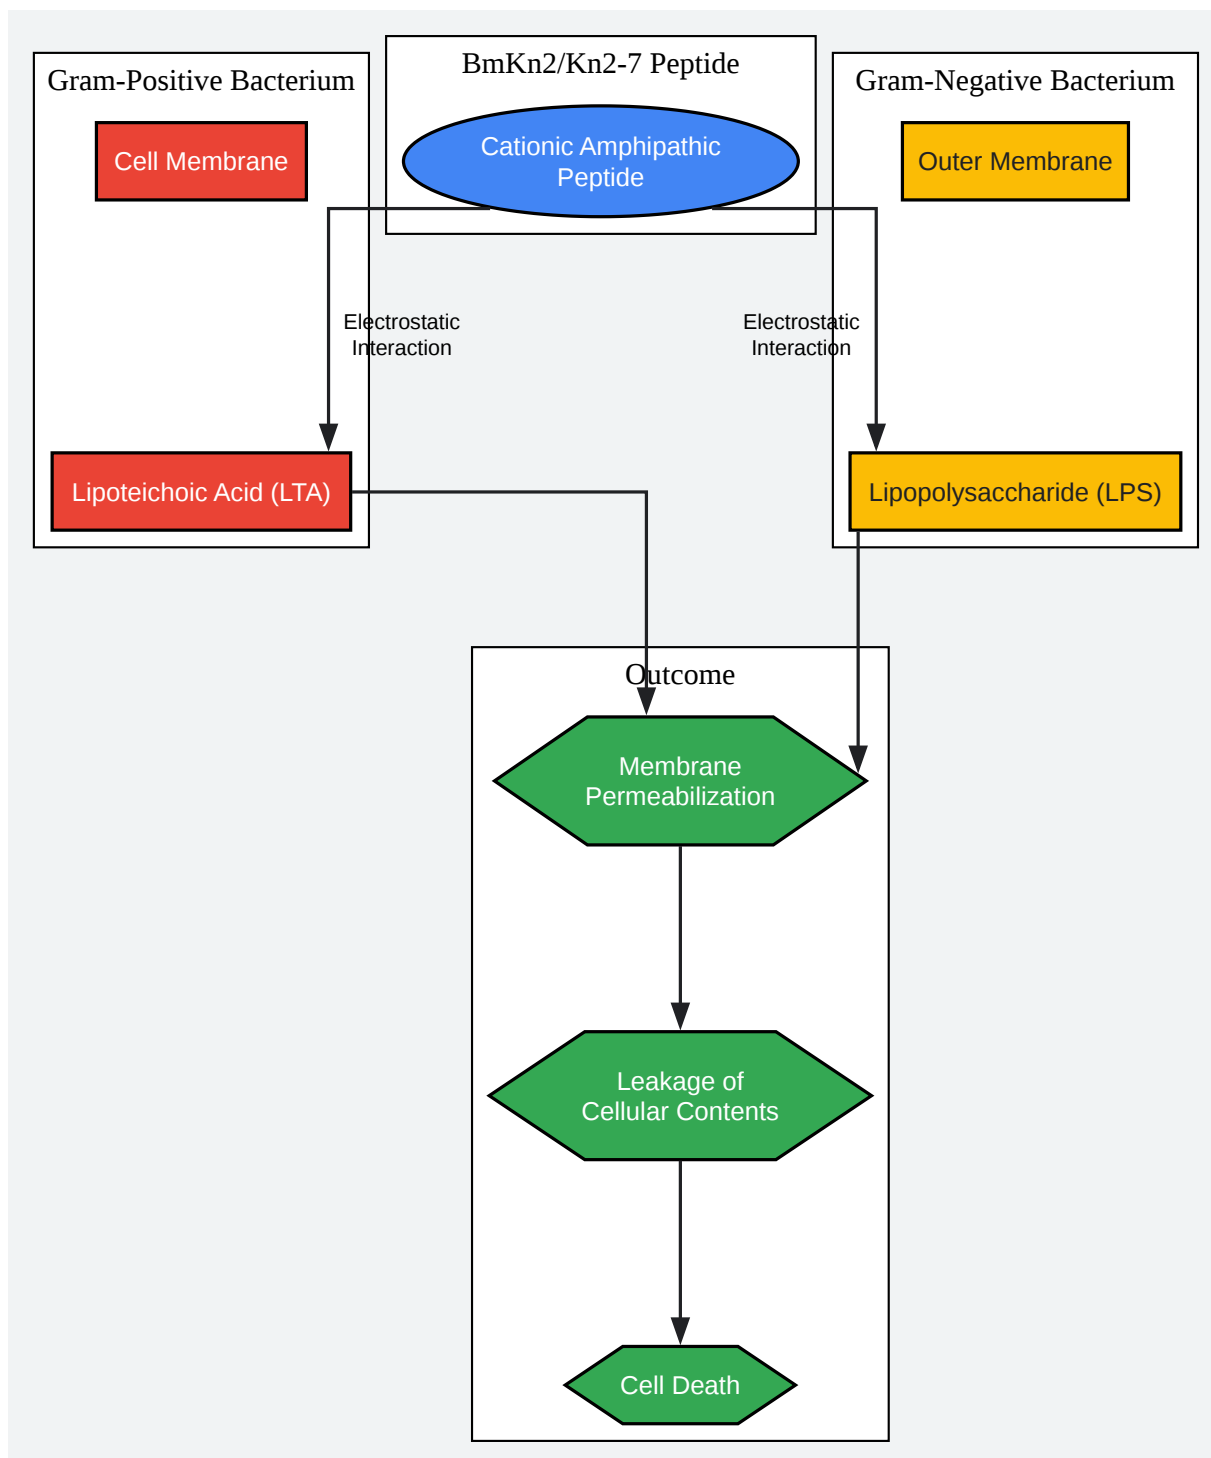 BmKn2/Kn2-7 Peptide
Gram-Positive Bacterium
Gram-Negative Bacterium
Cell Membrane
Cationic Amphipathic
Peptide
Outer Membrane
Electrostatic
Interaction
Electrostatic
Interaction
Lipoteichoic Acid (LTA)
Lipopolysaccharide (LPS)
Outcome
Membrane
Permeabilization
Leakage of
Cellular Contents
Cell Death